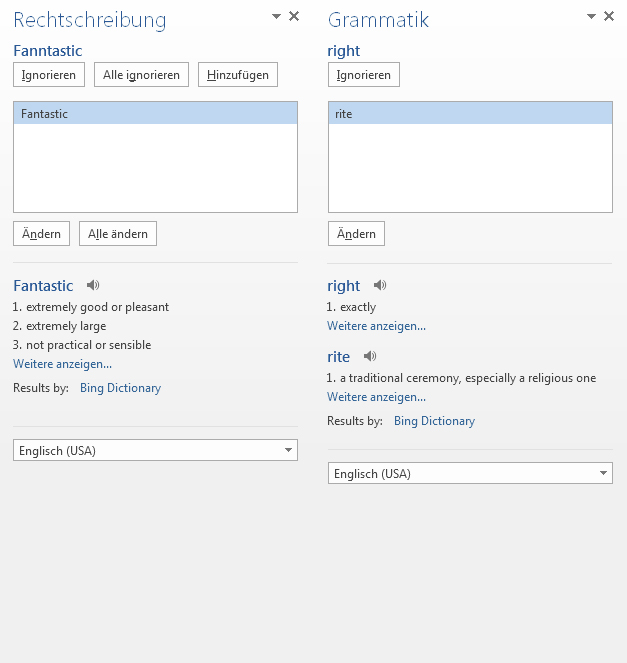 Rechtschreibung
Fanntastic
Ignorieren Alle ignorieren Hinzufügen
Fantastic
Ändern Alle ändern
Fantastic
1. extremely good or pleasant
2. extremely large
3. not practical or sensible
Weitere anzeigen...
Results by: Bing Dictionary
Englisch (USA)
Grammatik
right
Ignorieren
rite
Ändern
right
1. exactly
Weitere anzeigen...
rite
1. a traditional ceremony, especially a religious one
Weitere anzeigen...
Results by: Bing Dictionary
Englisch (USA)